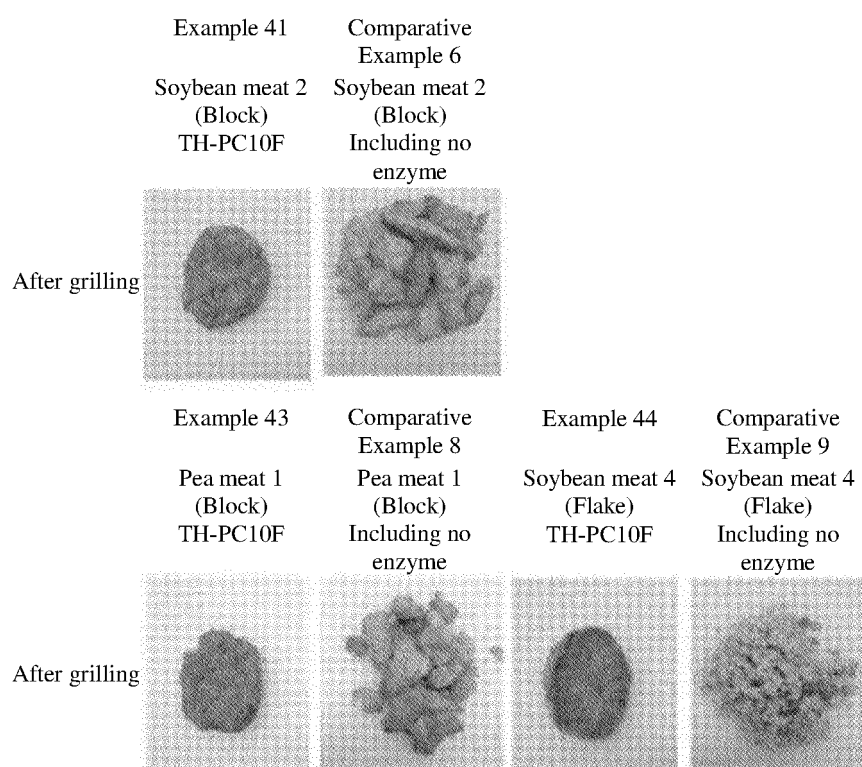 Example 41
Comparative
Example 6
Soybean meat 2
(Block)
TH-PC10F
Soybean meat 2
(Block)
Including no
enzyme
After grilling
Example 43
Comparative
Example 8
Example 44
Comparative
Example 9
Pea meat 1
(Block)
TH-PC10F
Pea meat 1
(Block)
Including no
enzyme
Soybean meat 4
(Flake)
TH-PC10F
Soybean meat 4
(Flake)
Including no
enzyme
After grilling